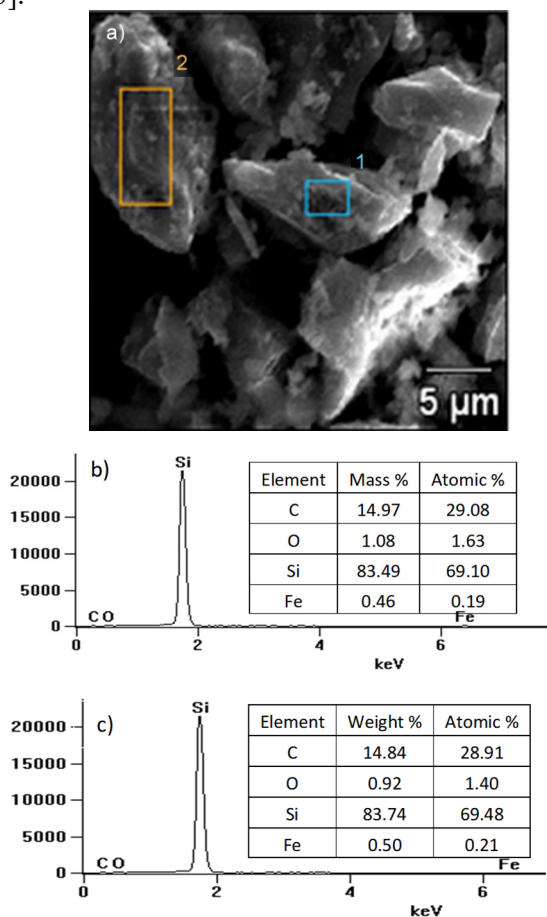 ].
a)
2
1
5 µm
b)
Si
20000
15000
10000
5000
0
C O
Fe
0 2 4 6
keV
Element Mass % Atomic %
C 14.97 29.08
O 1.08 1.63
Si 83.49 69.10
Fe 0.46 0.19
c)
Si
20000
15000
10000
5000
0
C O
Fe
0 2 4 6
keV
Element Weight % Atomic %
C 14.84 28.91
O 0.92 1.40
Si 83.74 69.48
Fe 0.50 0.21